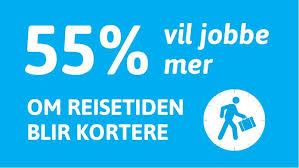 55% vil jobbe
mer
OM REISETIDEN
BLIR KORTERE